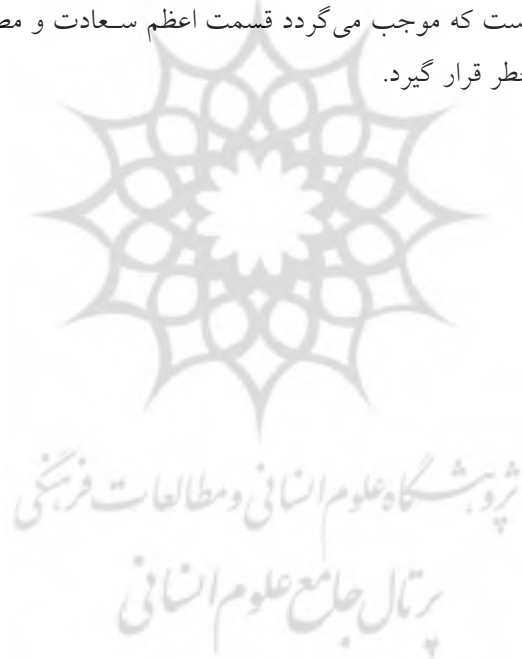 ست که موجب می‌گردد قسمت اعظم سعادت و مص
خطر قرار گیرد.
پژوهشگاه علوم انسانی و مطالعات فرهنگی
پرتال جامع علوم انسانی